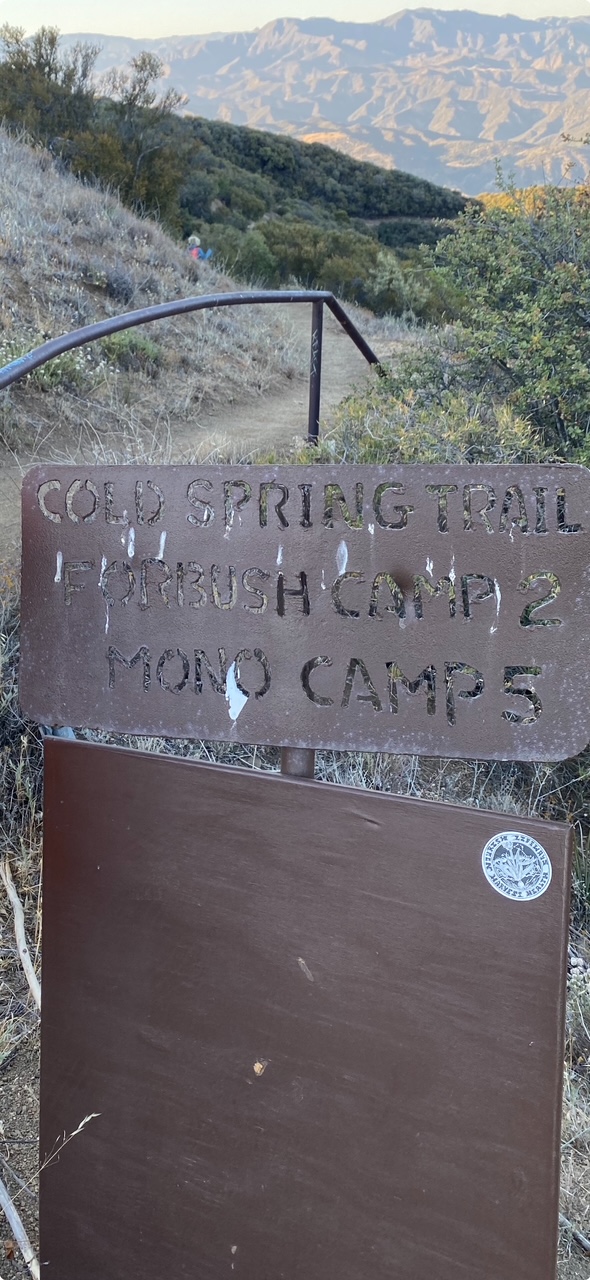 COLD SPRING TRAIL
FORBUSH CAMP 2
MONO CAMP 5